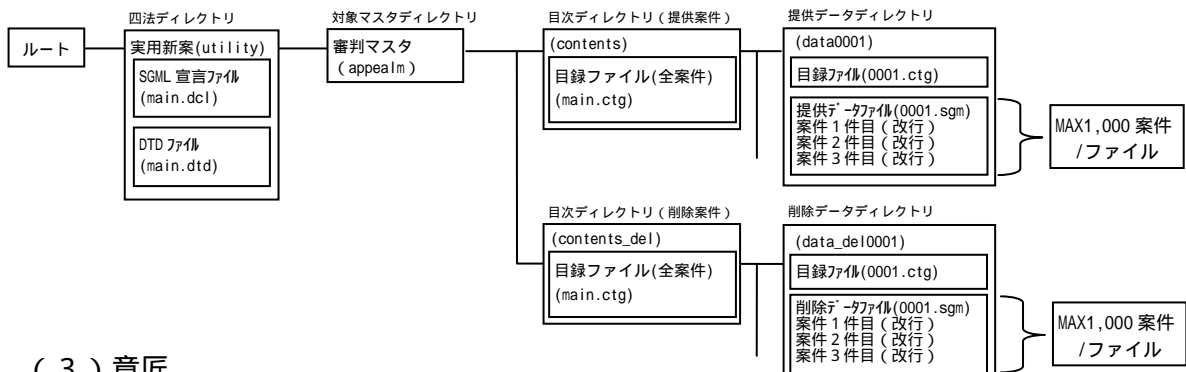 四法ディレクトリ
対象マスタディレクトリ
目次ディレクトリ(提供案件)
提供データディレクトリ
ルート
実用新案(utility)
SGML 宣言ファイル
(main.dcl)
DTD ファイル
(main.dtd)
審判マスタ
(appealm)
(contents)
目録ファイル(全案件)
(main.ctg)
(data0001)
目録ファイル(0001.ctg)
提供データファイル(0001.sgm)
案件1件目(改行)
案件2件目(改行)
案件3件目(改行)
MAX1,000 案件
/ファイル
目次ディレクトリ(削除案件)
削除データディレクトリ
(contents_del)
目録ファイル(全案件)
(main.ctg)
(data_del0001)
目録ファイル(0001.ctg)
削除データファイル(0001.sgm)
案件1件目(改行)
案件2件目(改行)
案件3件目(改行)
MAX1,000 案件
/ファイル
(3)意匠